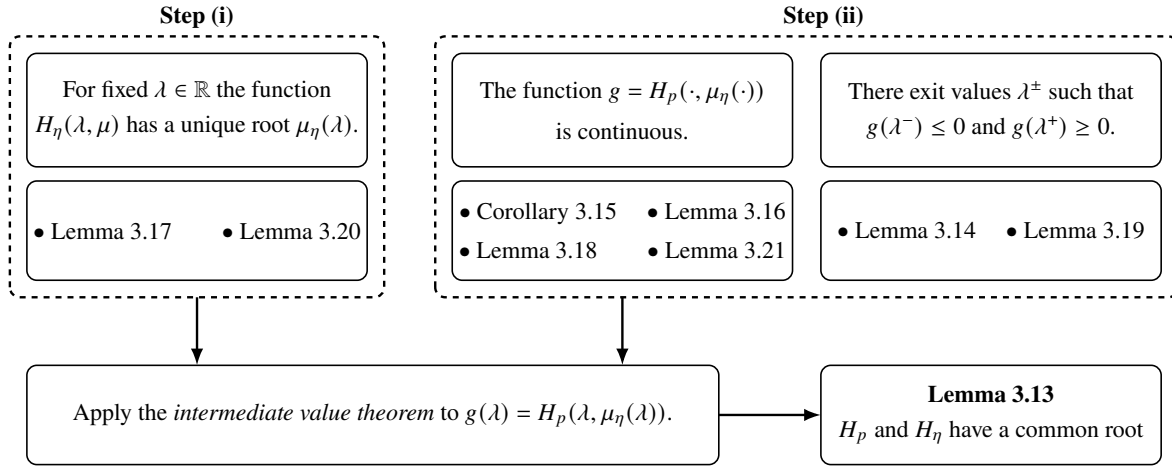 Step (i)
For fixed λ ∈ ℝ the function
H_η(λ, μ) has a unique root μ_η(λ).
• Lemma 3.17 • Lemma 3.20
Step (ii)
The function g = H_p(·, μ_η(·))
is continuous.
There exit values λ^± such that
g(λ^−) ≤ 0 and g(λ^+) ≥ 0.
• Corollary 3.15 • Lemma 3.16
• Lemma 3.18 • Lemma 3.21
• Lemma 3.14 • Lemma 3.19
Apply the intermediate value theorem to g(λ) = H_p(λ, μ_η(λ)).
Lemma 3.13
H_p and H_η have a common root